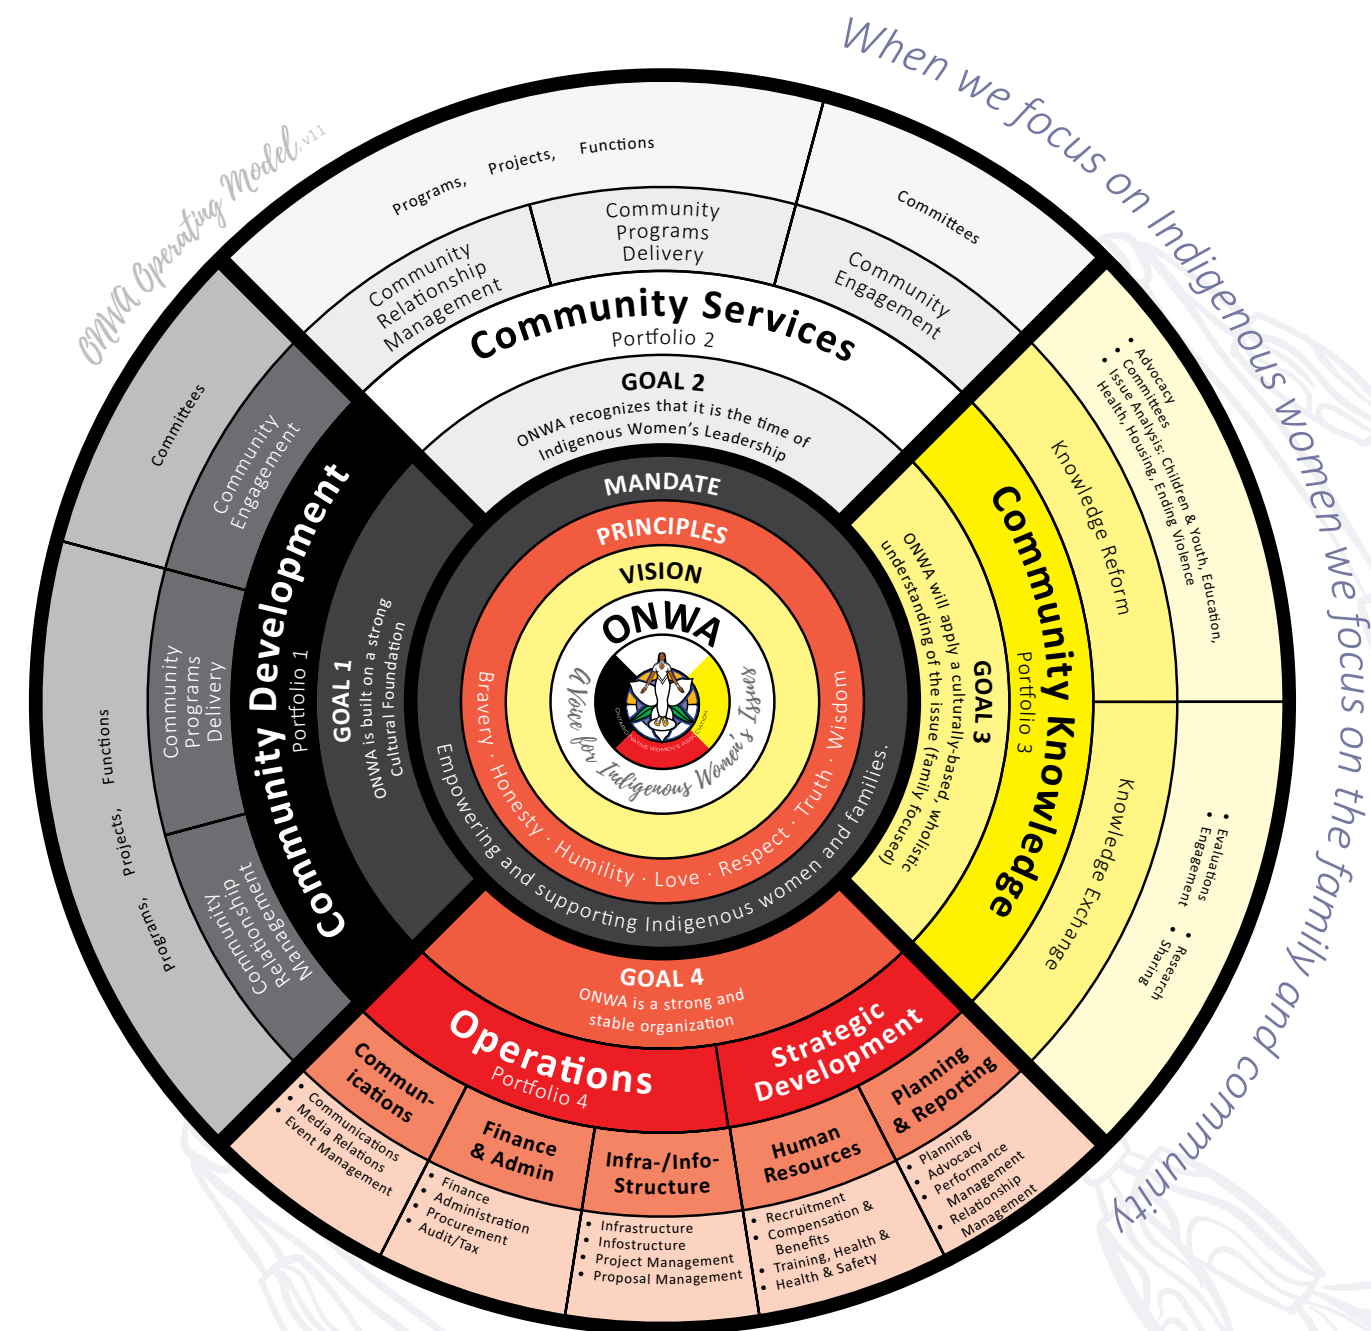 ONWA Operating Model, v11
When we focus on Indigenous women we focus on the family and community
Programs, Projects, Functions
Committees
Community
Relationship
Management
Community
Programs
Delivery
Community
Engagement
Community Services
Portfolio 2
GOAL 2
ONWA recognizes that it is the time of
Indigenous Women's Leadership
• Advocacy
• Committees
• Issue Analysis: Children & Youth, Education,
Health, Housing, Ending Violence
Knowledge Reform
Community Knowledge
Portfolio 3
GOAL 3
ONWA will apply a culturally-based, wholistic
understanding of the issue (family focused)
Knowledge Exchange
• Evaluations
• Engagement
• Research
• Sharing
Committees
Community
Engagement
Programs, Projects, Functions
Community
Programs
Delivery
Community
Relationship
Management
Community Development
Portfolio 1
GOAL 1
ONWA is built on a strong
Cultural Foundation
MANDATE
Empowering and supporting Indigenous women and families.
PRINCIPLES
Bravery · Honesty · Humility · Love · Respect · Truth · Wisdom
VISION
ONWA
A Voice for Indigenous Women's Issues
ONTARIO NATIVE WOMEN'S ASSOCIATION
GOAL 4
ONWA is a strong and
stable organization
Operations
Portfolio 4
Strategic
Development
Commun-
ications
• Communications
• Media Relations
• Event Management
Finance
& Admin
• Finance
• Administration
• Procurement
• Audit/Tax
Infra-/Info-
Structure
• Infrastructure
• Infostructure
• Project Management
• Proposal Management
Human
Resources
• Recruitment
• Compensation &
Benefits
• Training, Health &
• Health & Safety
Planning
& Reporting
• Planning
• Advocacy
• Performance
Management
• Relationship
Management